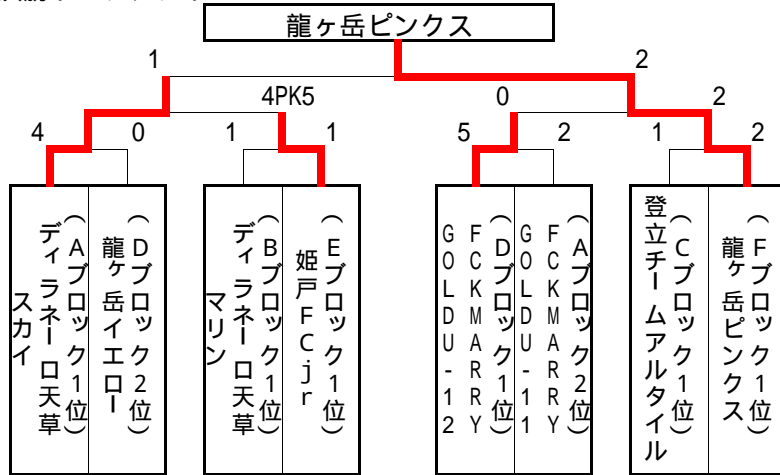 龍ヶ岳ピンクス
1
2
4PK5
0
2
4
0
1
1
5
2
1
2
（Aブロック1位）
ディラネーロ天草
スカイ
（Dブロック2位）
龍ヶ岳イエロー
（Bブロック1位）
ディラネーロ天草
マリン
（Eブロック1位）
姫戸FCjr
（Dブロック1位）
FCKMARRY
GOLDU-12
（Aブロック2位）
FCKMARRY
GOLDU-11
（Cブロック1位）
登立チームアルタイル
（Fブロック1位）
龍ヶ岳ピンクス